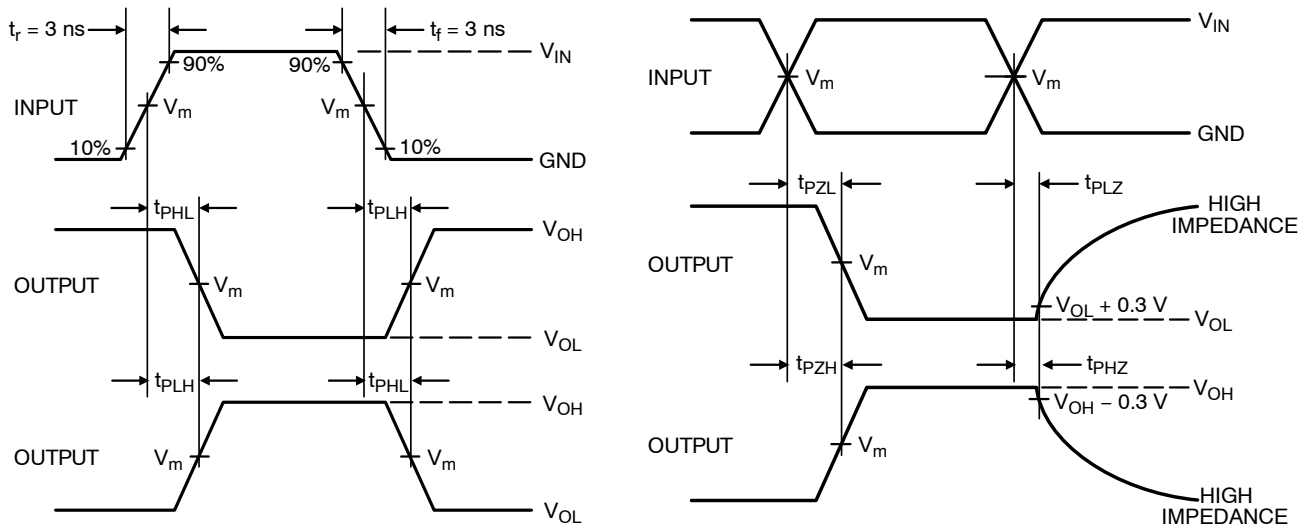 t_r = 3 ns
t_f = 3 ns
V_IN
90%
90%
INPUT
V_m
V_m
10%
10%
GND
t_PHL
t_PLH
V_OH
OUTPUT
V_m
V_m
V_OL
t_PLH
t_PHL
V_OH
OUTPUT
V_m
V_m
V_OL
V_IN
INPUT
V_m
V_m
GND
t_PZL
t_PLZ
HIGH
IMPEDANCE
OUTPUT
V_m
V_OL + 0.3 V
V_OL
t_PZH
t_PHZ
V_OH
V_OH − 0.3 V
OUTPUT
V_m
HIGH
IMPEDANCE